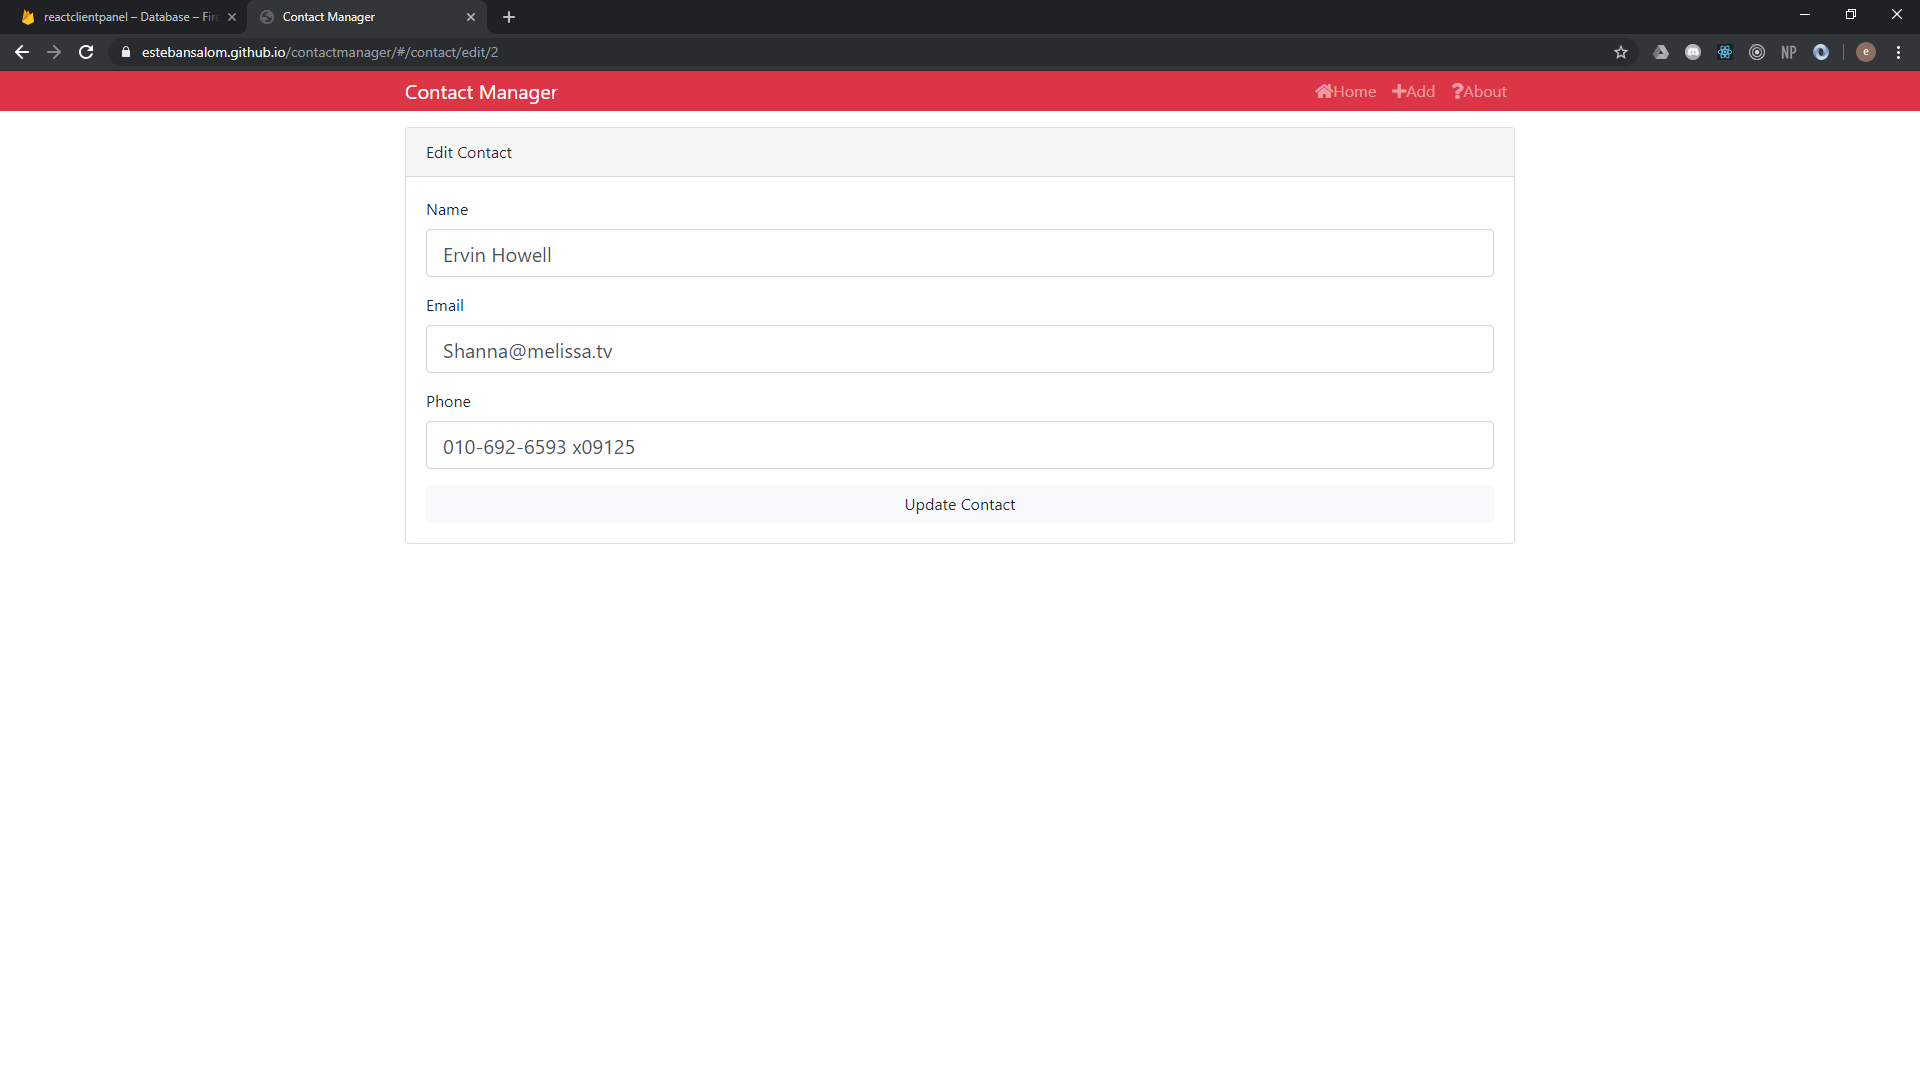 reactclientpanel – Database – Fire
Contact Manager
estebansalom.github.io/contactmanager/#/contact/edit/2
NP
e
Contact Manager
Home
Add
?About
Edit Contact
Name
Ervin Howell
Email
Shanna@melissa.tv
Phone
010-692-6593 x09125
Update Contact